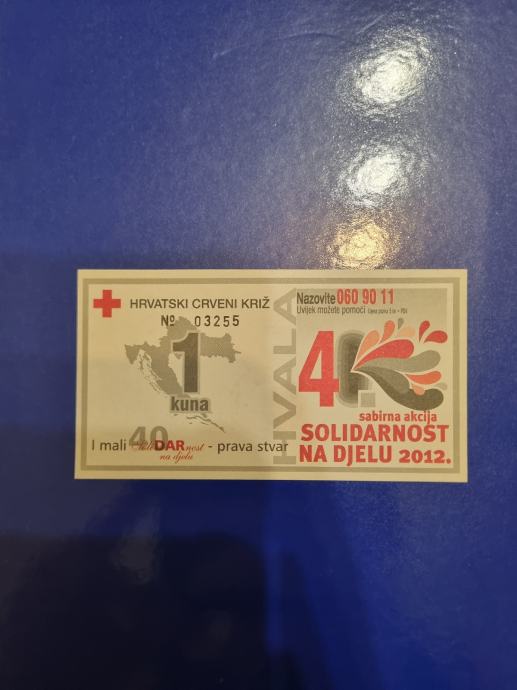 HRVATSKI CRVENI KRIŽ
Nº 03255
1
kuna
40
I mali SoliDARnost - prava stvar
na djelu
HVALA
Nazovite 060 90 11
Uvijek možete pomoći
40.
sabirna akcija
SOLIDARNOST
NA DJELU 2012.